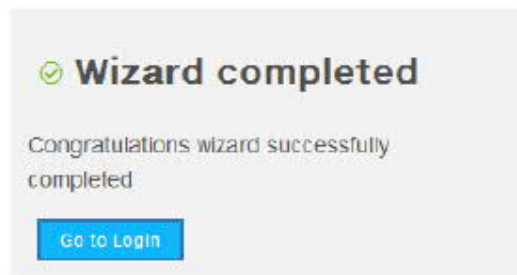 Wizard completed
Congratulations wizard successfully
completed
Go to Login